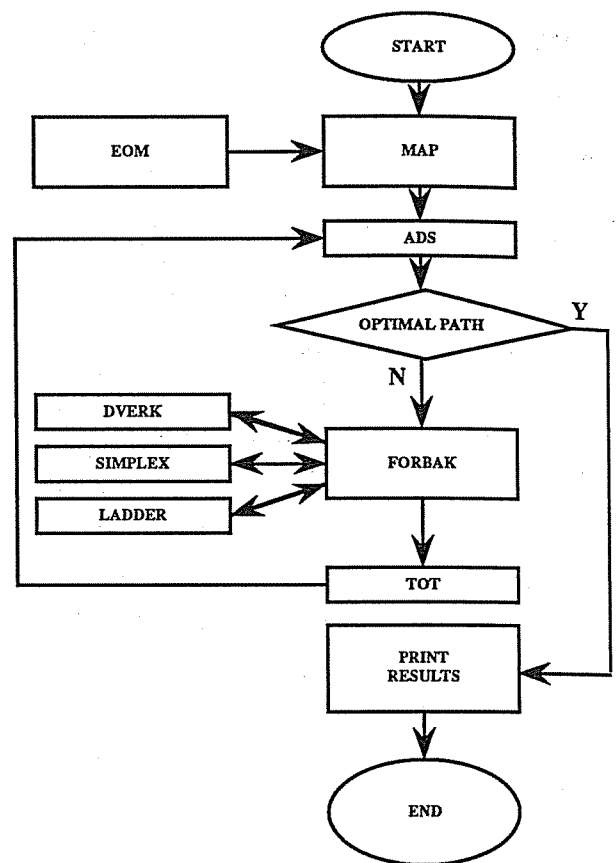 START
EOM
MAP
ADS
OPTIMAL PATH
Y
N
DVERK
SIMPLEX
FORBAK
LADDER
TOT
PRINT
RESULTS
END